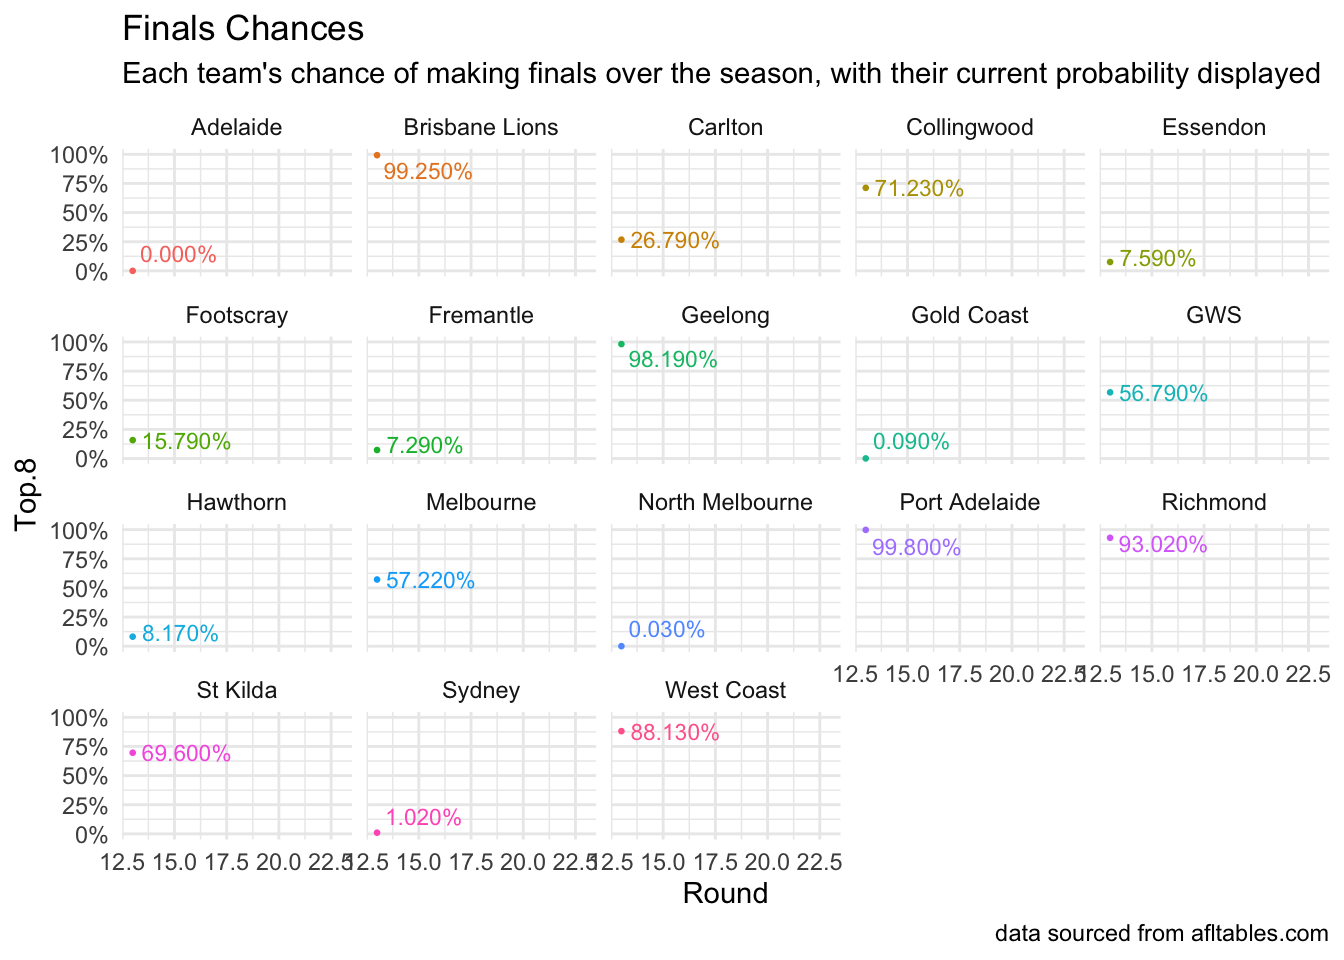 Finals Chances
Each team's chance of making finals over the season, with their current probability displayed
Adelaide Brisbane Lions Carlton Collingwood Essendon
100%
75%
50%
25%
0%
0.000% 99.250% 26.790% 71.230% 7.590%
Footscray Fremantle Geelong Gold Coast GWS
100%
75%
50%
25%
0%
15.790% 7.290% 98.190% 0.090% 56.790%
Top.8
Hawthorn Melbourne North Melbourne Port Adelaide Richmond
100%
75%
50%
25%
0%
8.170% 57.220% 0.030% 99.800% 93.020%
12.5 15.0 17.5 20.0 22.5 12.5 15.0 17.5 20.0 22.5
St Kilda Sydney West Coast
100%
75%
50%
25%
0%
69.600% 1.020% 88.130%
12.5 15.0 17.5 20.0 22.5 12.5 15.0 17.5 20.0 22.5 12.5 15.0 17.5 20.0 22.5
Round
data sourced from afltables.com